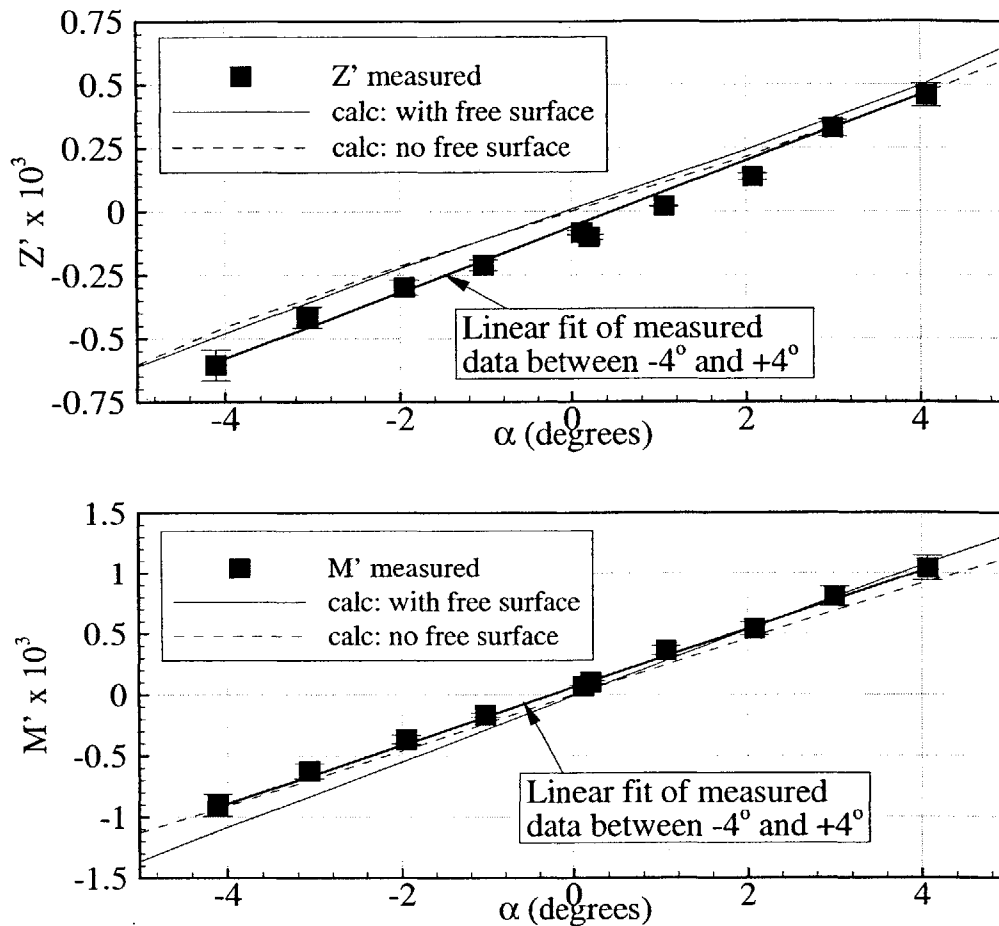 0.75
0.5
0.25
0
-0.25
-0.5
-0.75
Z' x 10³
Z' measured
calc: with free surface
calc: no free surface
Linear fit of measured
data between -4° and +4°
-4 -2 0 2 4
α (degrees)
1.5
1
0.5
0
-0.5
-1
-1.5
M' x 10³
M' measured
calc: with free surface
calc: no free surface
Linear fit of measured
data between -4° and +4°
-4 -2 0 2 4
α (degrees)